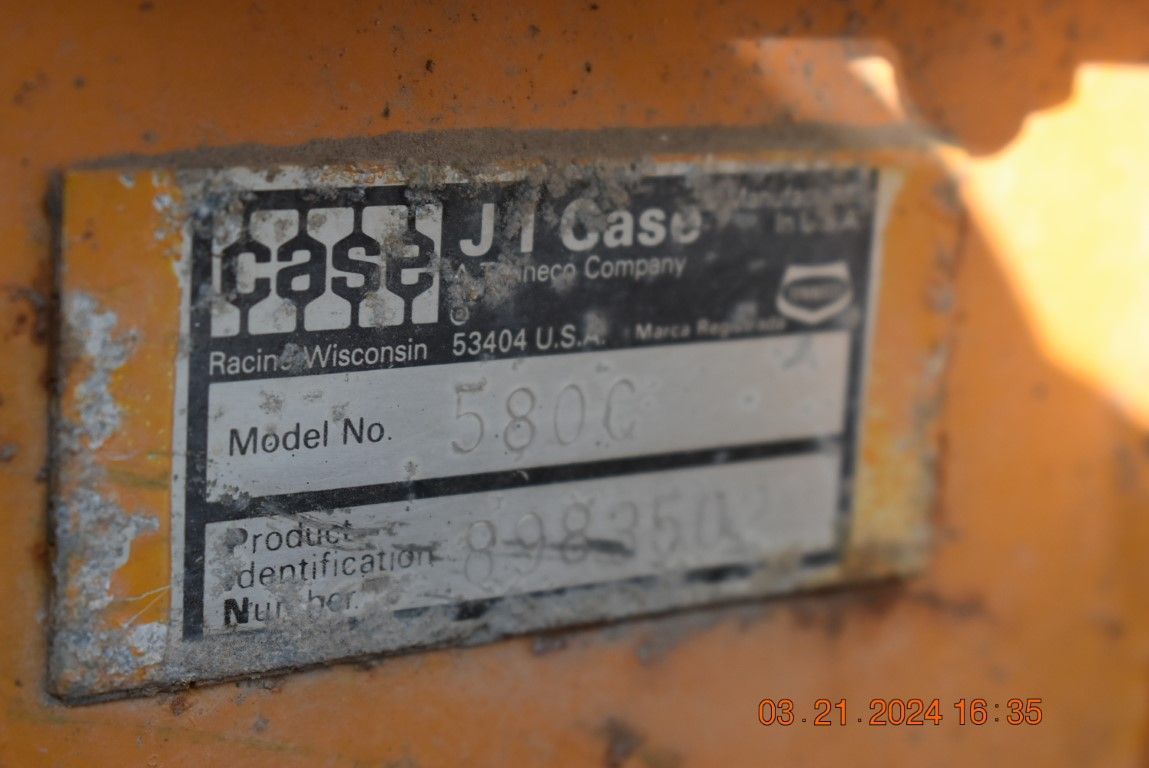 case
J I Case
Manufactured
in U.S.A.
A Tenneco Company
®
Racine, Wisconsin 53404 U.S.A. Marca Registrada
Model No. 580C
Product
Identification
Number
03.21.2024 16:35